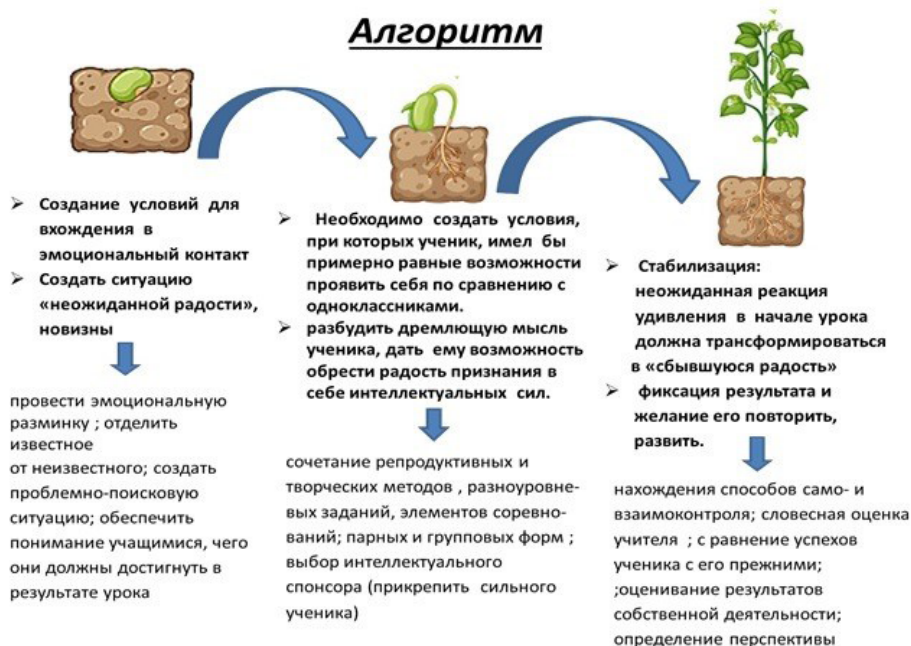 Алгоритм
➢ Создание условий для
вхождения в
эмоциональный контакт
➢ Создать ситуацию
«неожиданной радости»,
новизны
провести эмоциональную
разминку ; отделить
известное
от неизвестного; создать
проблемно-поисковую
ситуацию; обеспечить
понимание учащимися, чего
они должны достигнуть в
результате урока
➢ Необходимо создать условия,
при которых ученик, имел бы
примерно равные возможности
проявить себя по сравнению с
одноклассниками.
➢ разбудить дремлющую мысль
ученика, дать ему возможность
обрести радость признания в
себе интеллектуальных сил.
сочетание репродуктивных и
творческих методов , разноуровне-
вых заданий, элементов соревно-
ваний; парных и групповых форм ;
выбор интеллектуального
спонсора (прикрепить сильного
ученика)
➢ Стабилизация:
неожиданная реакция
удивления в начале урока
должна трансформироваться
в «сбывшуюся радость»
➢ фиксация результата и
желание его повторить,
развить.
нахождения способов само- и
взаимоконтроля; словесная оценка
учителя ; с равнение успехов
ученика с его прежними;
;оценивание результатов
собственной деятельности;
определение перспективы